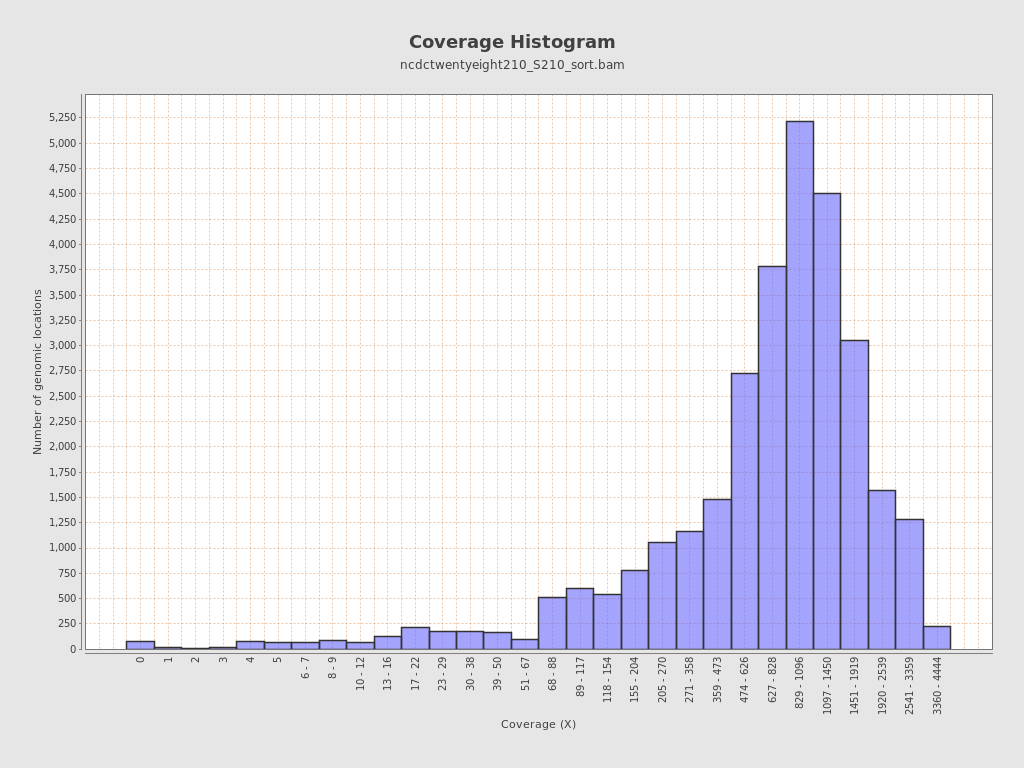 Coverage Histogram
ncdctwentyeight210_S210_sort.bam
Number of genomic locations
5,250
5,000
4,750
4,500
4,250
4,000
3,750
3,500
3,250
3,000
2,750
2,500
2,250
2,000
1,750
1,500
1,250
1,000
750
500
250
0
0
1
2
3
4
5
6 - 7
8 - 9
10 - 12
13 - 16
17 - 22
23 - 29
30 - 38
39 - 50
51 - 67
68 - 88
89 - 117
118 - 154
155 - 204
205 - 270
271 - 358
359 - 473
474 - 626
627 - 828
829 - 1096
1097 - 1450
1451 - 1919
1920 - 2539
2541 - 3359
3360 - 4444
Coverage (X)